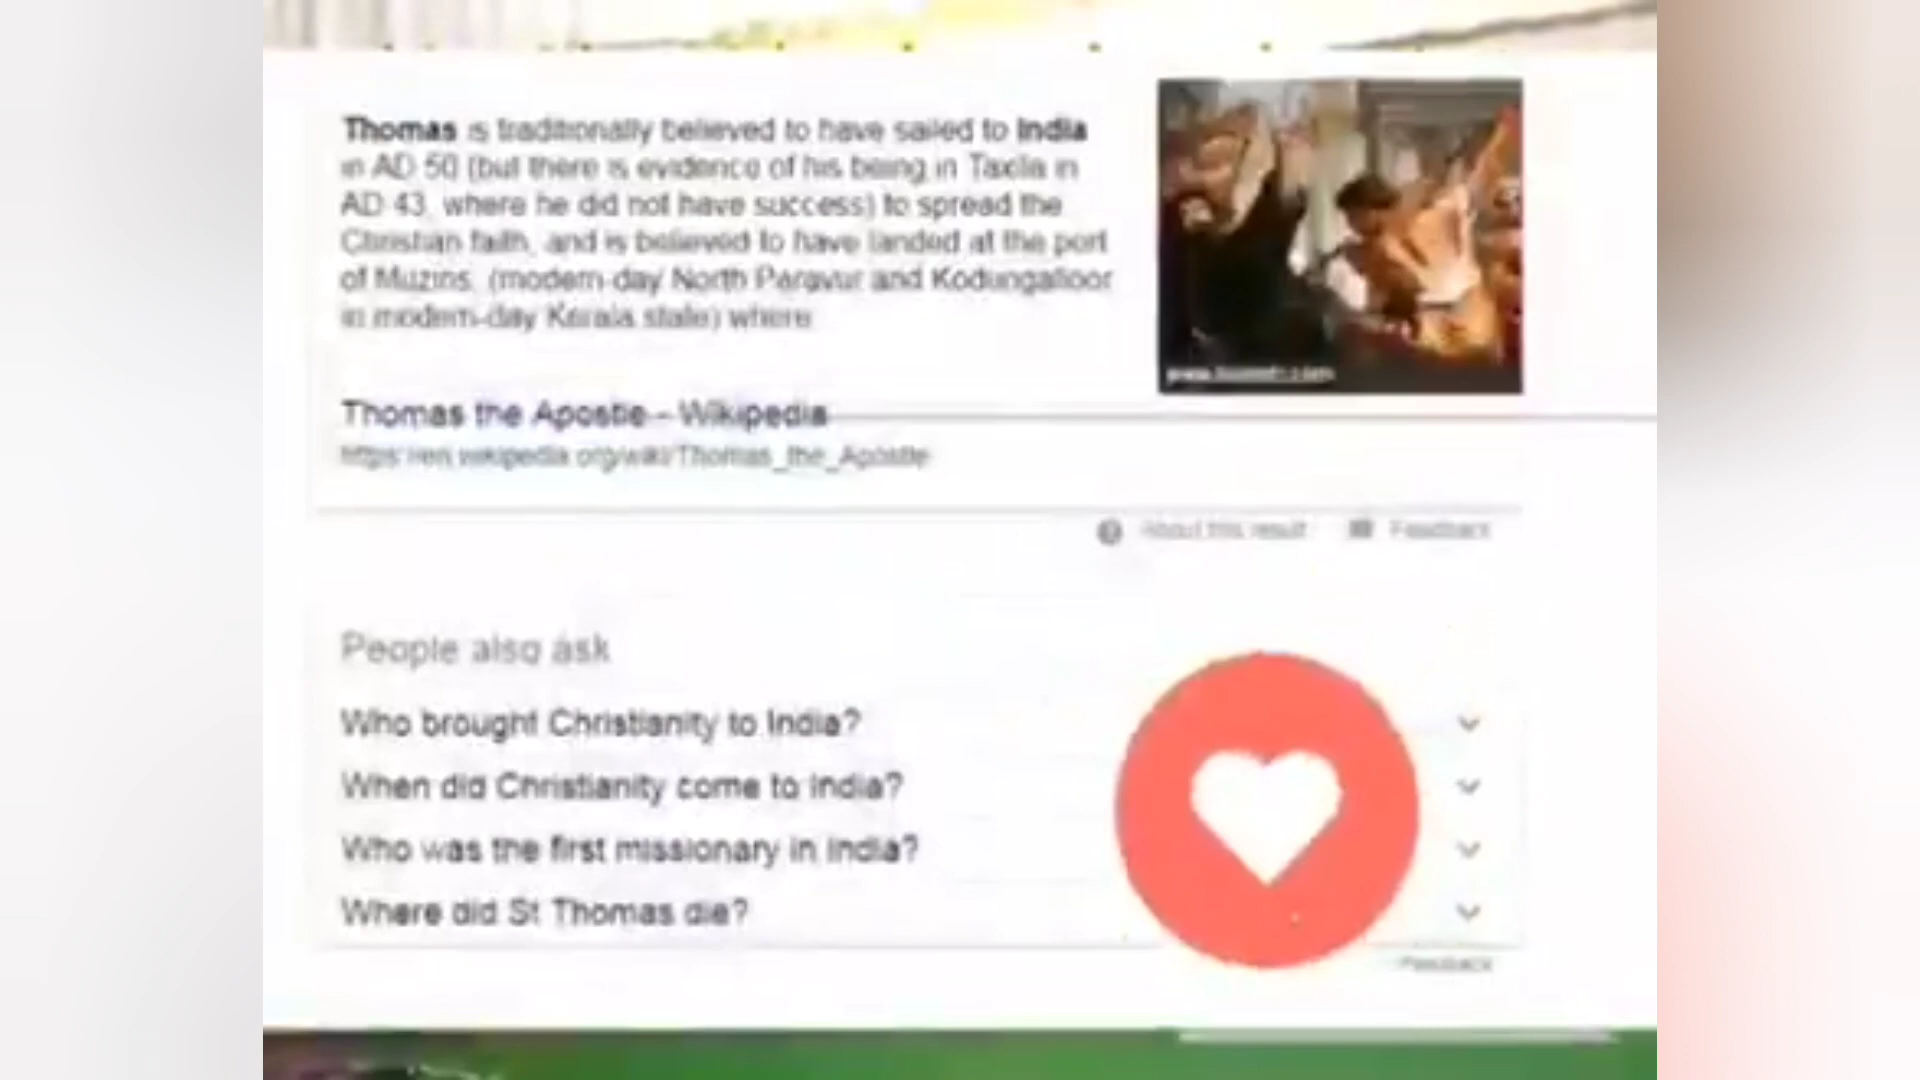 Thomas is traditionally believed to have sailed to India
in AD 50 (but there is evidence of his being in Taxila in
AD 43, where he did not have success) to spread the
Christian faith, and is believed to have landed at the port
of Muziris, (modern-day North Paravur and Kodungalloor
in modern-day Kerala state) where
Thomas the Apostle - Wikipedia
https://en.wikipedia.org/wiki/Thomas_the_Apostle
About this result Feedback
People also ask
Who brought Christianity to India?
When did Christianity come to India?
Who was the first missionary in India?
Where did St Thomas die?
Feedback